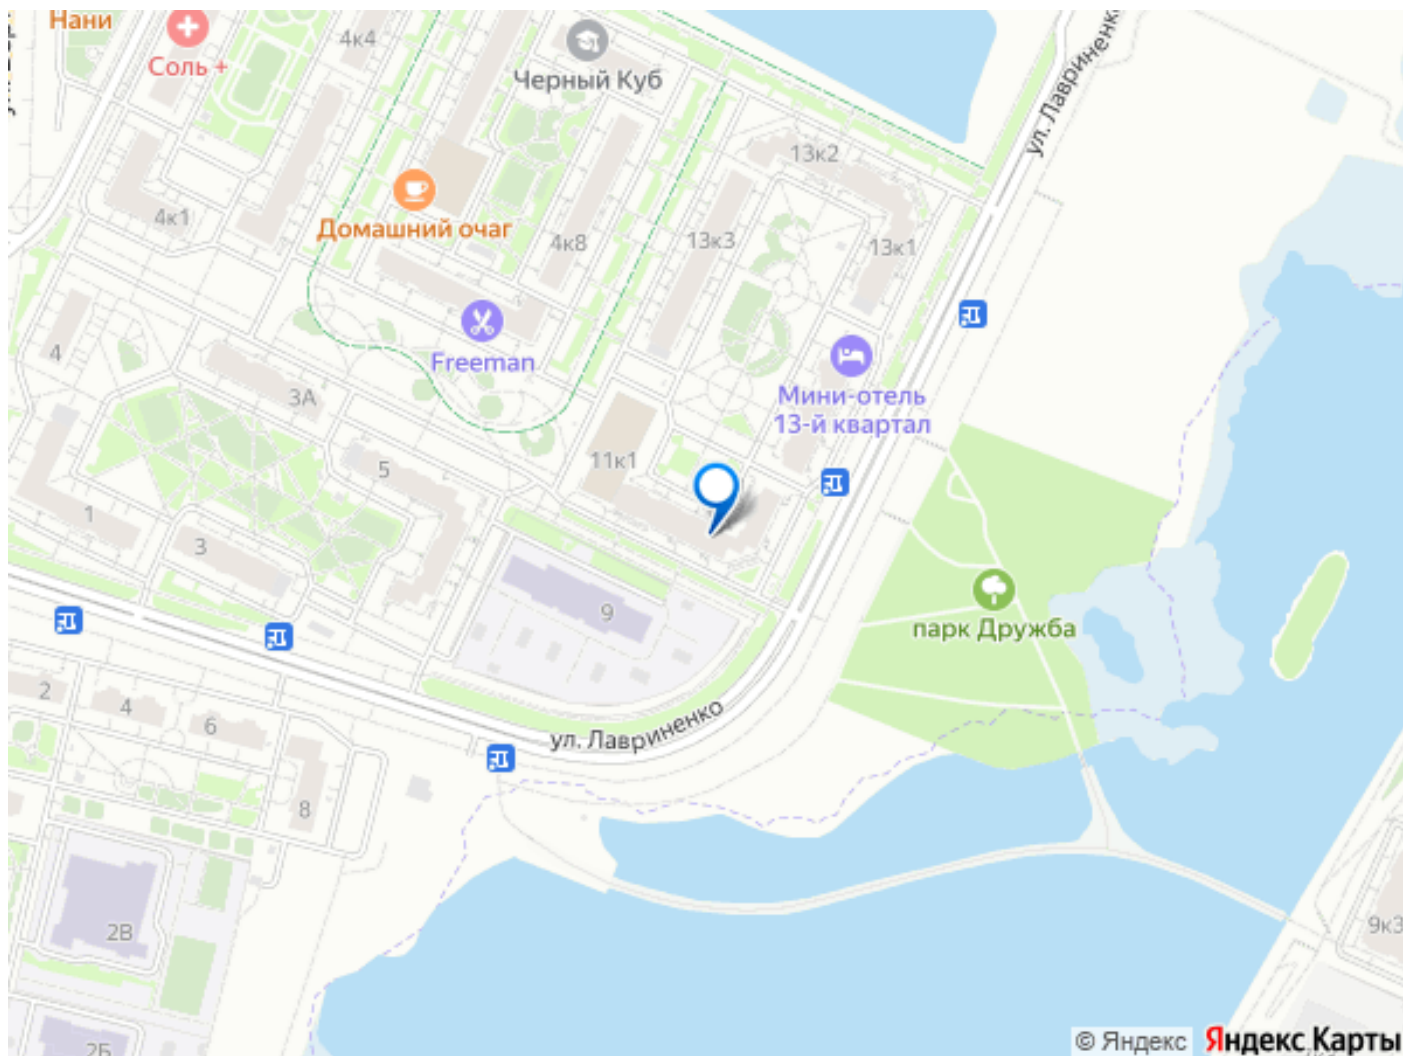 Нани
Соль +
4к4
Черный Куб
ул. Лавриненко
13к2
4к1
Домашний очаг
4к8
13к3
13к1
Freeman
4
3А
Мини-отель
13-й квартал
5
11к1
1
3
9
парк Дружба
2
4
6
ул. Лавриненко
8
2В
9к3
2Б
© Яндекс
Яндекс Карты